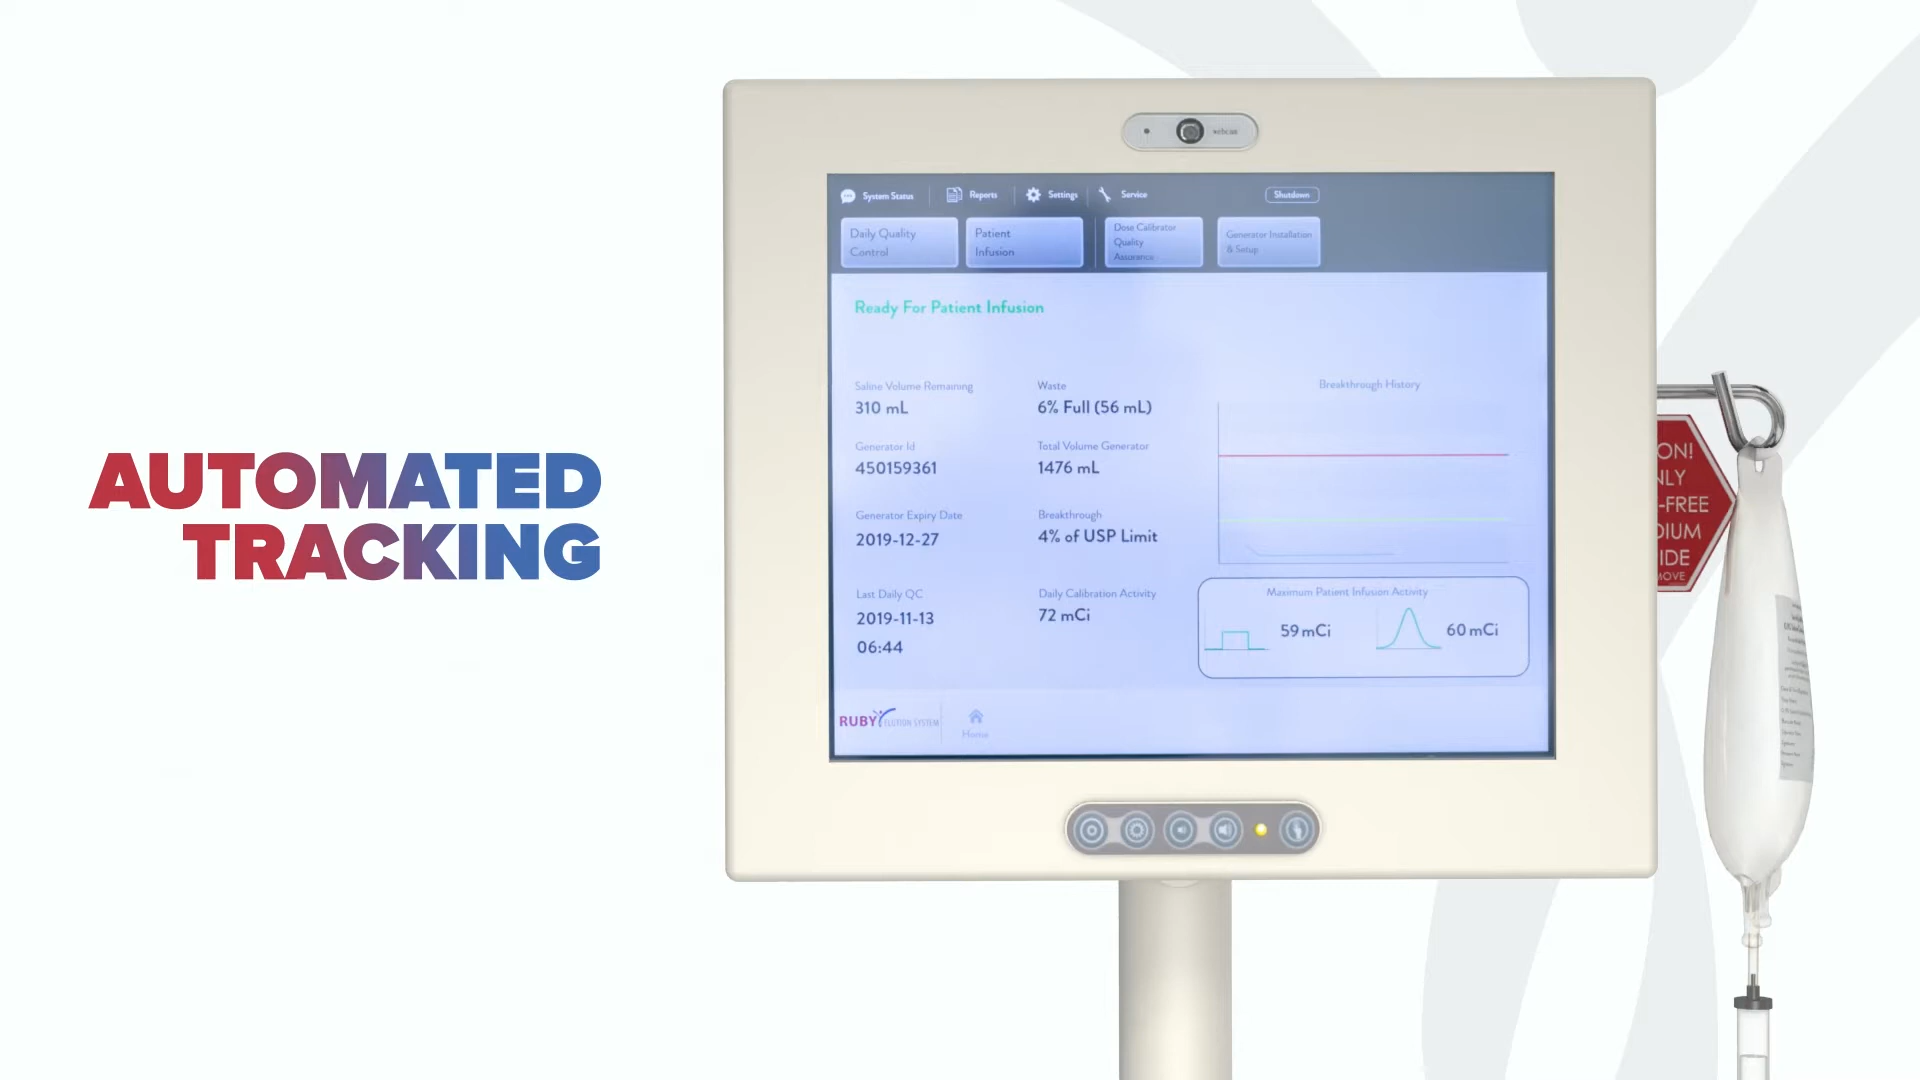 AUTOMATED
TRACKING
webcam
System Status
Reports
Settings
Service
Shutdown
Daily Quality
Control
Patient
Infusion
Dose Calibrator
Quality
Assurance
Generator Installation
& Setup
Ready For Patient Infusion
Saline Volume Remaining
310 mL
Waste
6% Full (56 mL)
Generator Id
450159361
Total Volume Generator
1476 mL
Generator Expiry Date
2019-12-27
Breakthrough
4% of USP Limit
Last Daily QC
2019-11-13
06:44
Daily Calibration Activity
72 mCi
Breakthrough History
Maximum Patient Infusion Activity
59 mCi
60 mCi
RUBY ELUTION SYSTEM
Home
ON!
NLY
-FREE
DIUM
IDE
MOVE